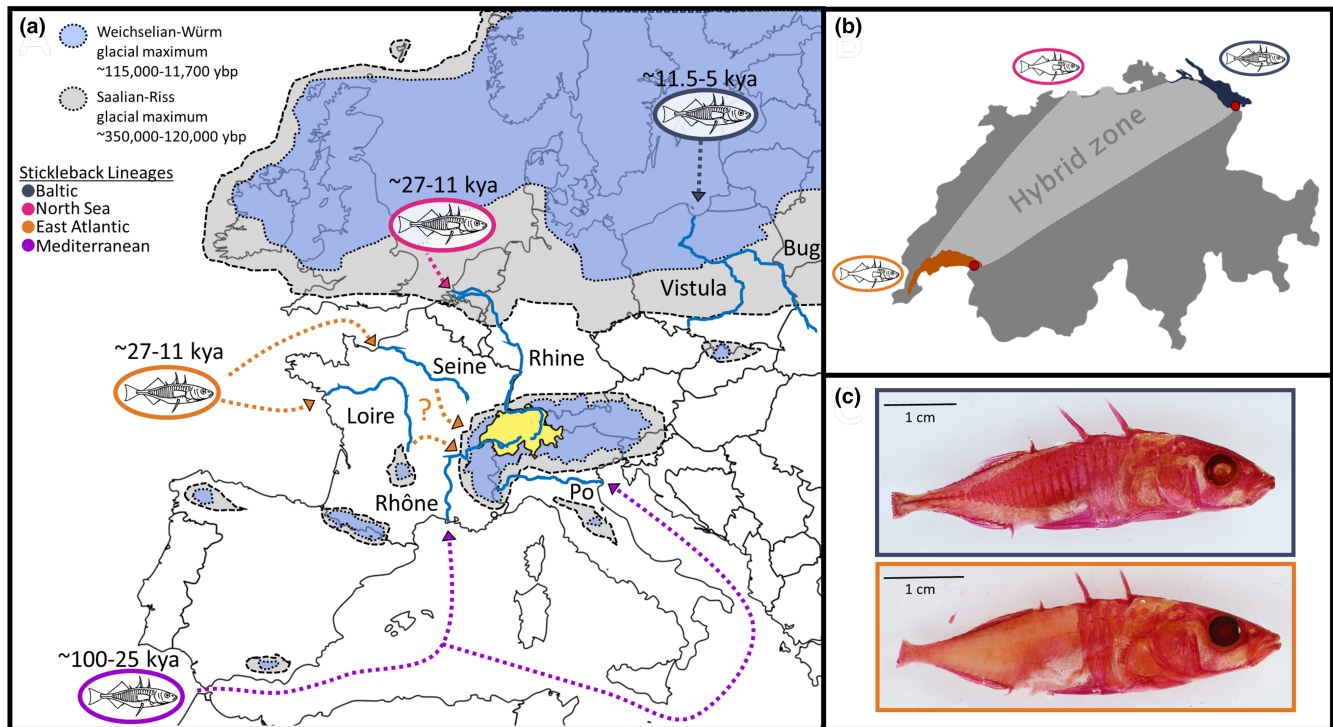 (a)
Weichselian-Würm
glacial maximum
~115,000-11,700 ybp
Saalian-Riss
glacial maximum
~350,000-120,000 ybp
Stickleback Lineages
Baltic
North Sea
East Atlantic
Mediterranean
~11.5-5 kya
~27-11 kya
Bug
Vistula
~27-11 kya
Seine
Rhine
Loire
?
Rhône
Po
~100-25 kya
(b)
Hybrid zone
(c)
1 cm
1 cm